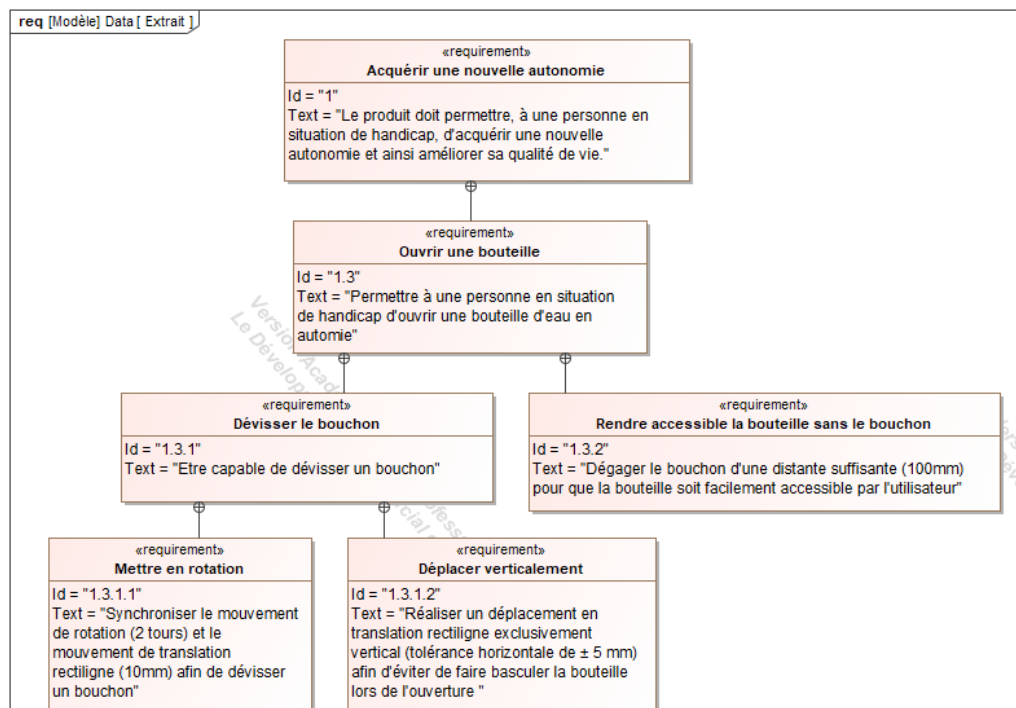 req [Modèle] Data [ Extrait ]
«requirement»
Acquérir une nouvelle autonomie
Id = "1"
Text = "Le produit doit permettre, à une personne en
situation de handicap, d'acquérir une nouvelle
autonomie et ainsi améliorer sa qualité de vie."
«requirement»
Ouvrir une bouteille
Id = "1.3"
Text = "Permettre à une personne en situation
de handicap d'ouvrir une bouteille d'eau en
automie"
«requirement»
Dévisser le bouchon
Id = "1.3.1"
Text = "Etre capable de dévisser un bouchon"
«requirement»
Rendre accessible la bouteille sans le bouchon
Id = "1.3.2"
Text = "Dégager le bouchon d'une distante suffisante (100mm)
pour que la bouteille soit facilement accessible par l'utilisateur"
«requirement»
Mettre en rotation
Id = "1.3.1.1"
Text = "Synchroniser le mouvement
de rotation (2 tours) et le
mouvement de translation
rectiligne (10mm) afin de dévisser
un bouchon"
«requirement»
Déplacer verticalement
Id = "1.3.1.2"
Text = "Réaliser un déplacement en
translation rectiligne exclusivement
vertical (tolérance horizontale de ± 5 mm)
afin d'éviter de faire basculer la bouteille
lors de l'ouverture "